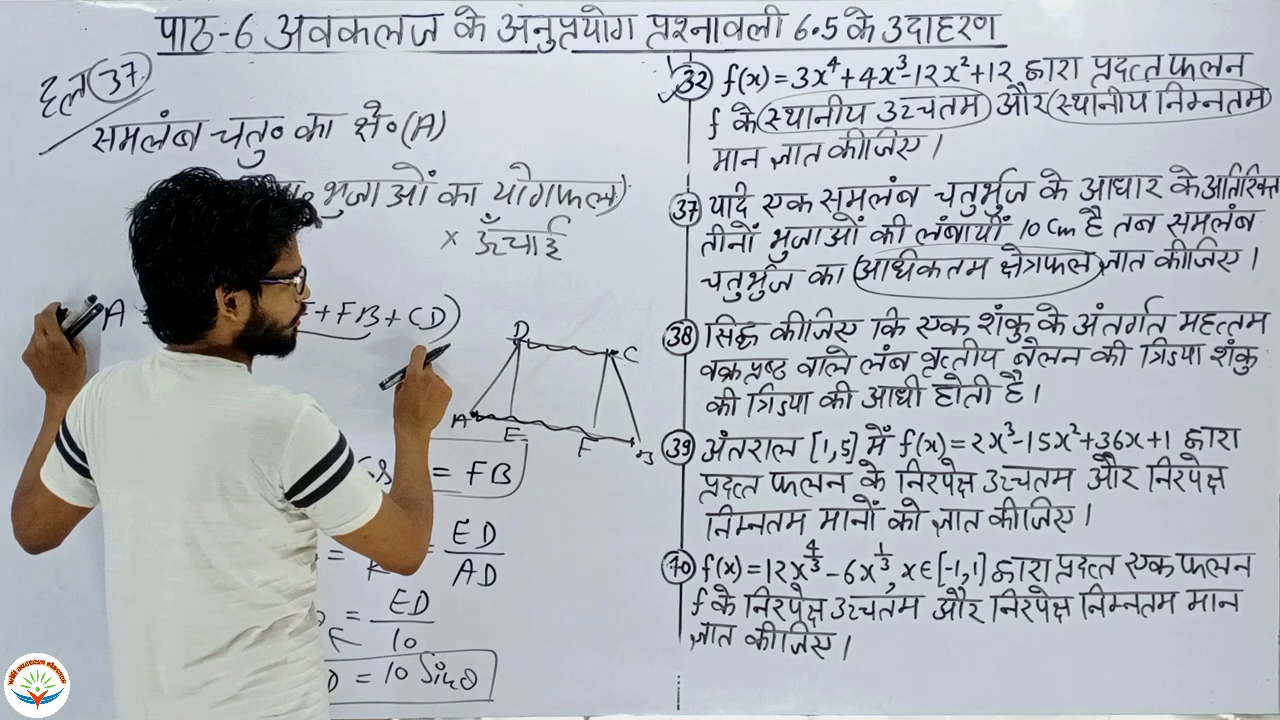 पाठ-6 अवकलज के अनुप्रयोग प्रश्नावली 6.5 के उदाहरण
हल 37.
समलंब चतु० का क्षे०(A)
भुजाओं का योगफल)
× ऊँचाई
A
+FB+CD)
D
C
A
E
F
B
= FB
= ED/AD
= ED/10
= 10 Sinθ
32 f(x) = 3x⁴+4x³-12x²+12 द्वारा प्रदत्त फलन
f के (स्थानीय उच्चतम) और (स्थानीय निम्नतम)
मान ज्ञात कीजिए।
37 यदि एक समलंब चतुर्भुज के आधार के अतिरिक्त
तीनों भुजाओं की लंबायीं 10 cm है तब समलंब
चतुर्भुज का (अधिकतम क्षेत्रफल) ज्ञात कीजिए।
38 सिद्ध कीजिए कि एक शंकु के अंतर्गत महत्तम
वक्रपृष्ठ वाले लंब वृत्तीय बेलन की त्रिज्या शंकु
की त्रिज्या की आधी होती है।
39 अंतराल [1,5] में f(x) = 2x³-15x²+36x+1 द्वारा
प्रदत्त फलन के निरपेक्ष उच्चतम और निरपेक्ष
निम्नतम मानों को ज्ञात कीजिए।
40 f(x) = 12x^(4/3) - 6x^(1/3), x∈[-1,1] द्वारा प्रदत्त एक फलन
f के निरपेक्ष उच्चतम और निरपेक्ष निम्नतम मान
ज्ञात कीजिए।